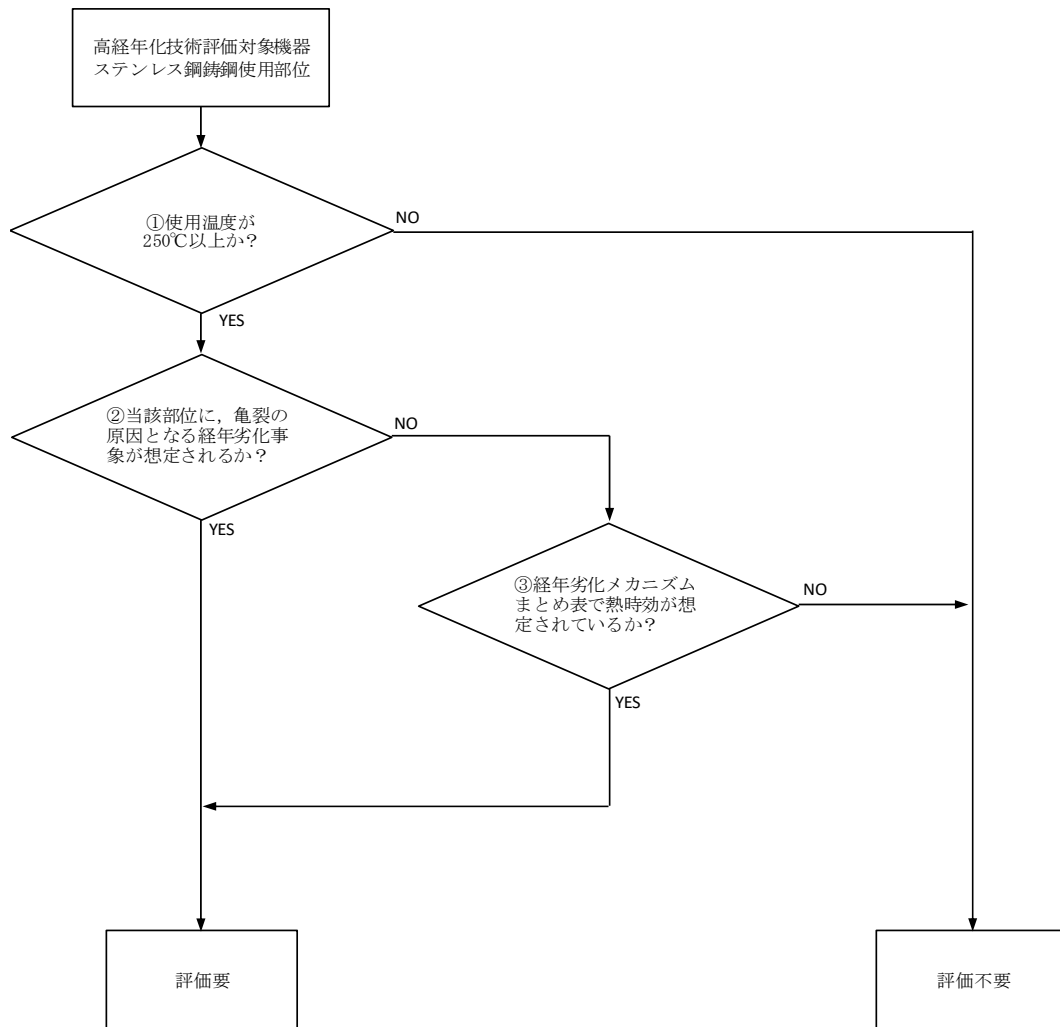 高経年化技術評価対象機器
ステンレス鋼鋳鋼使用部位
①使用温度が
250℃以上か？
NO
YES
②当該部位に，亀裂の
原因となる経年劣化事
象が想定されるか？
NO
YES
③経年劣化メカニズム
まとめ表で熱時効が想
定されているか？
NO
YES
評価要
評価不要